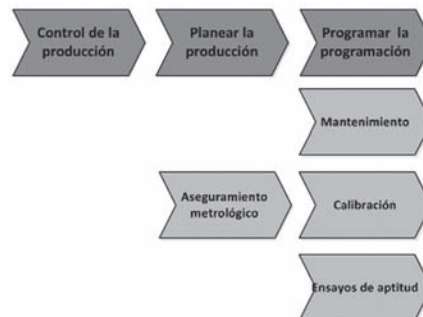 Control de la
producción
Planear la
producción
Programar la
programación
Mantenimiento
Aseguramiento
metrológico
Calibración
Ensayos de aptitud